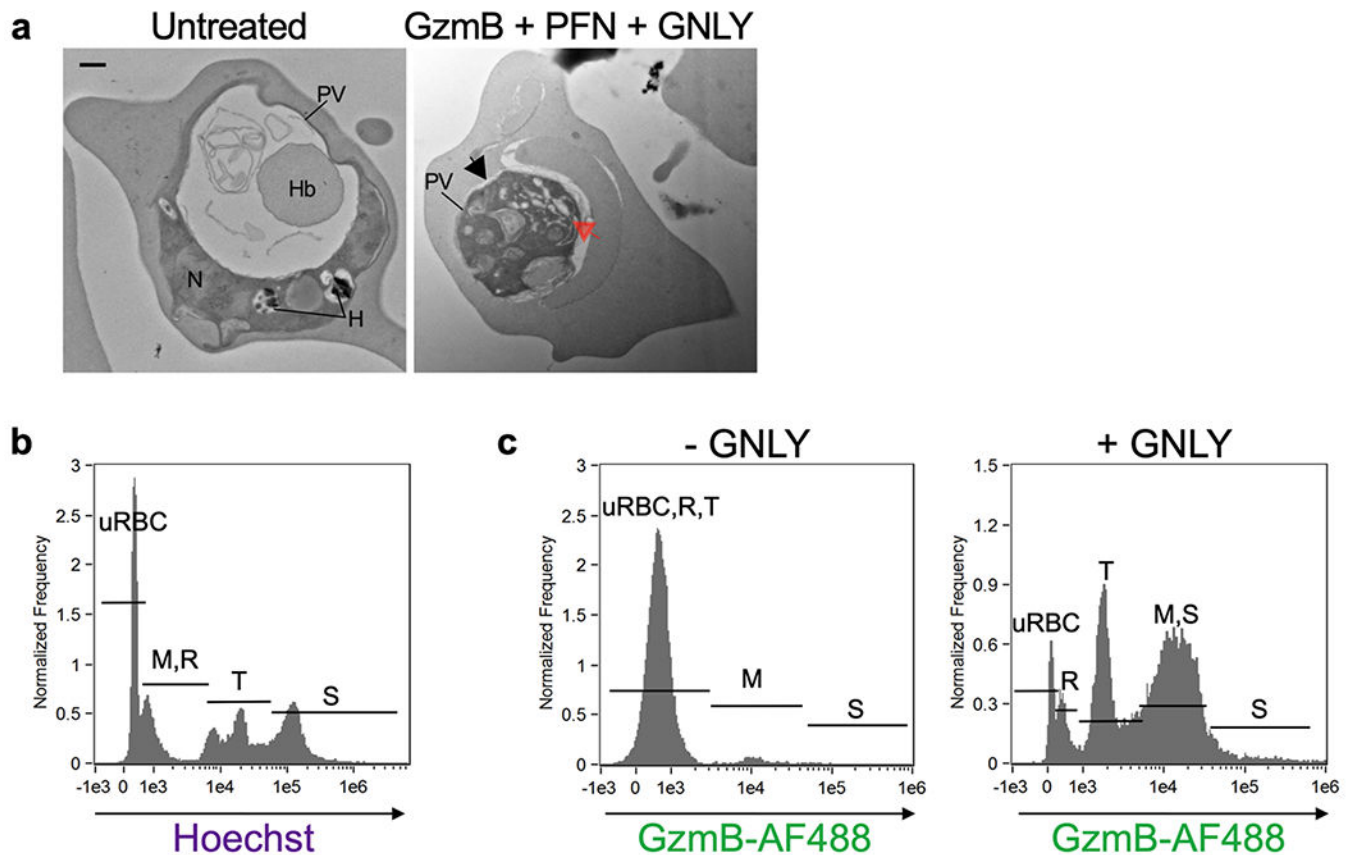 a
Untreated
GzmB + PFN + GNLY
PV
Hb
N
H
PV
b
3
2.5
2
1.5
1
0.5
0
Normalized Frequency
uRBC
M,R
T
S
-1e3 0 1e3 1e4 1e5 1e6
Hoechst
c
- GNLY
3
2.5
2
1.5
1
0.5
0
Normalized Frequency
uRBC,R,T
M
S
-1e3 0 1e3 1e4 1e5 1e6
GzmB-AF488
+ GNLY
1.5
1.2
0.9
0.6
0.3
0
Normalized Frequency
uRBC
R
T
M,S
S
-1e3 0 1e3 1e4 1e5 1e6
GzmB-AF488